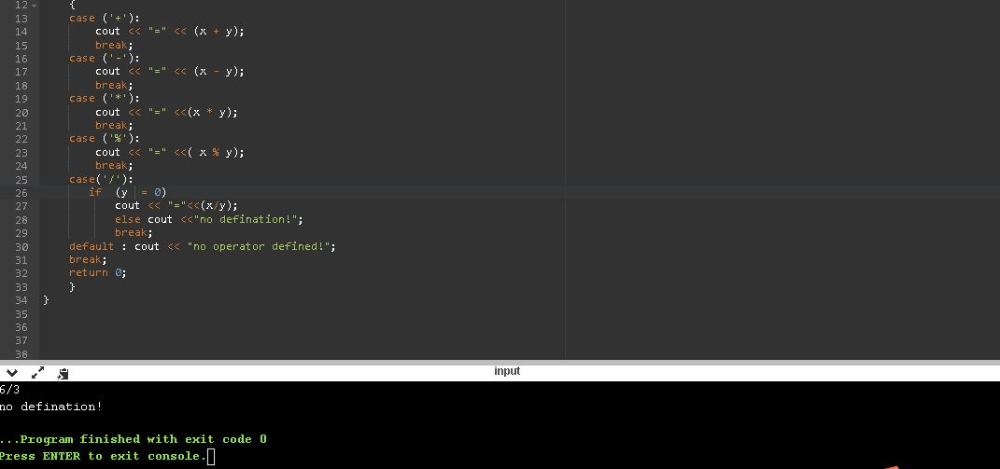 12 {
13 case ('+'):
14 cout << "=" << (x + y);
15 break;
16 case ('-'):
17 cout << "=" << (x - y);
18 break;
19 case ('*'):
20 cout << "=" <<(x * y);
21 break;
22 case ('%'):
23 cout << "=" <<( x % y);
24 break;
25 case('/'):
26 if (y = 0)
27 cout << "="<<(x/y);
28 else cout <<"no defination!";
29 break;
30 default : cout << "no operator defined!";
31 break;
32 return 0;
33 }
34 }
35
36
37
38
input
6/3
no defination!
...Program finished with exit code 0
Press ENTER to exit console.